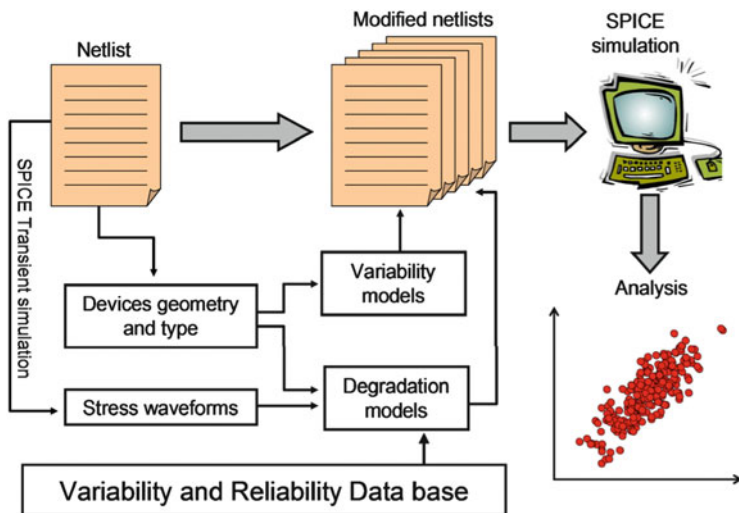 Netlist
Modified netlists
SPICE
simulation
SPICE Transient simulation
Devices geometry
and type
Variability
models
Analysis
Stress waveforms
Degradation
models
Variability and Reliability Data base